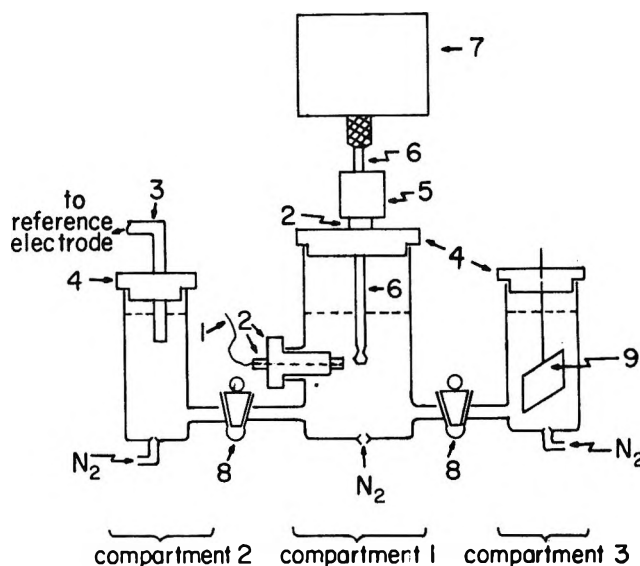 7
6
5
2
3
to
reference
electrode
4
4
6
1
2
9
N2
8
N2
8
N2
compartment 2
compartment 1
compartment 3